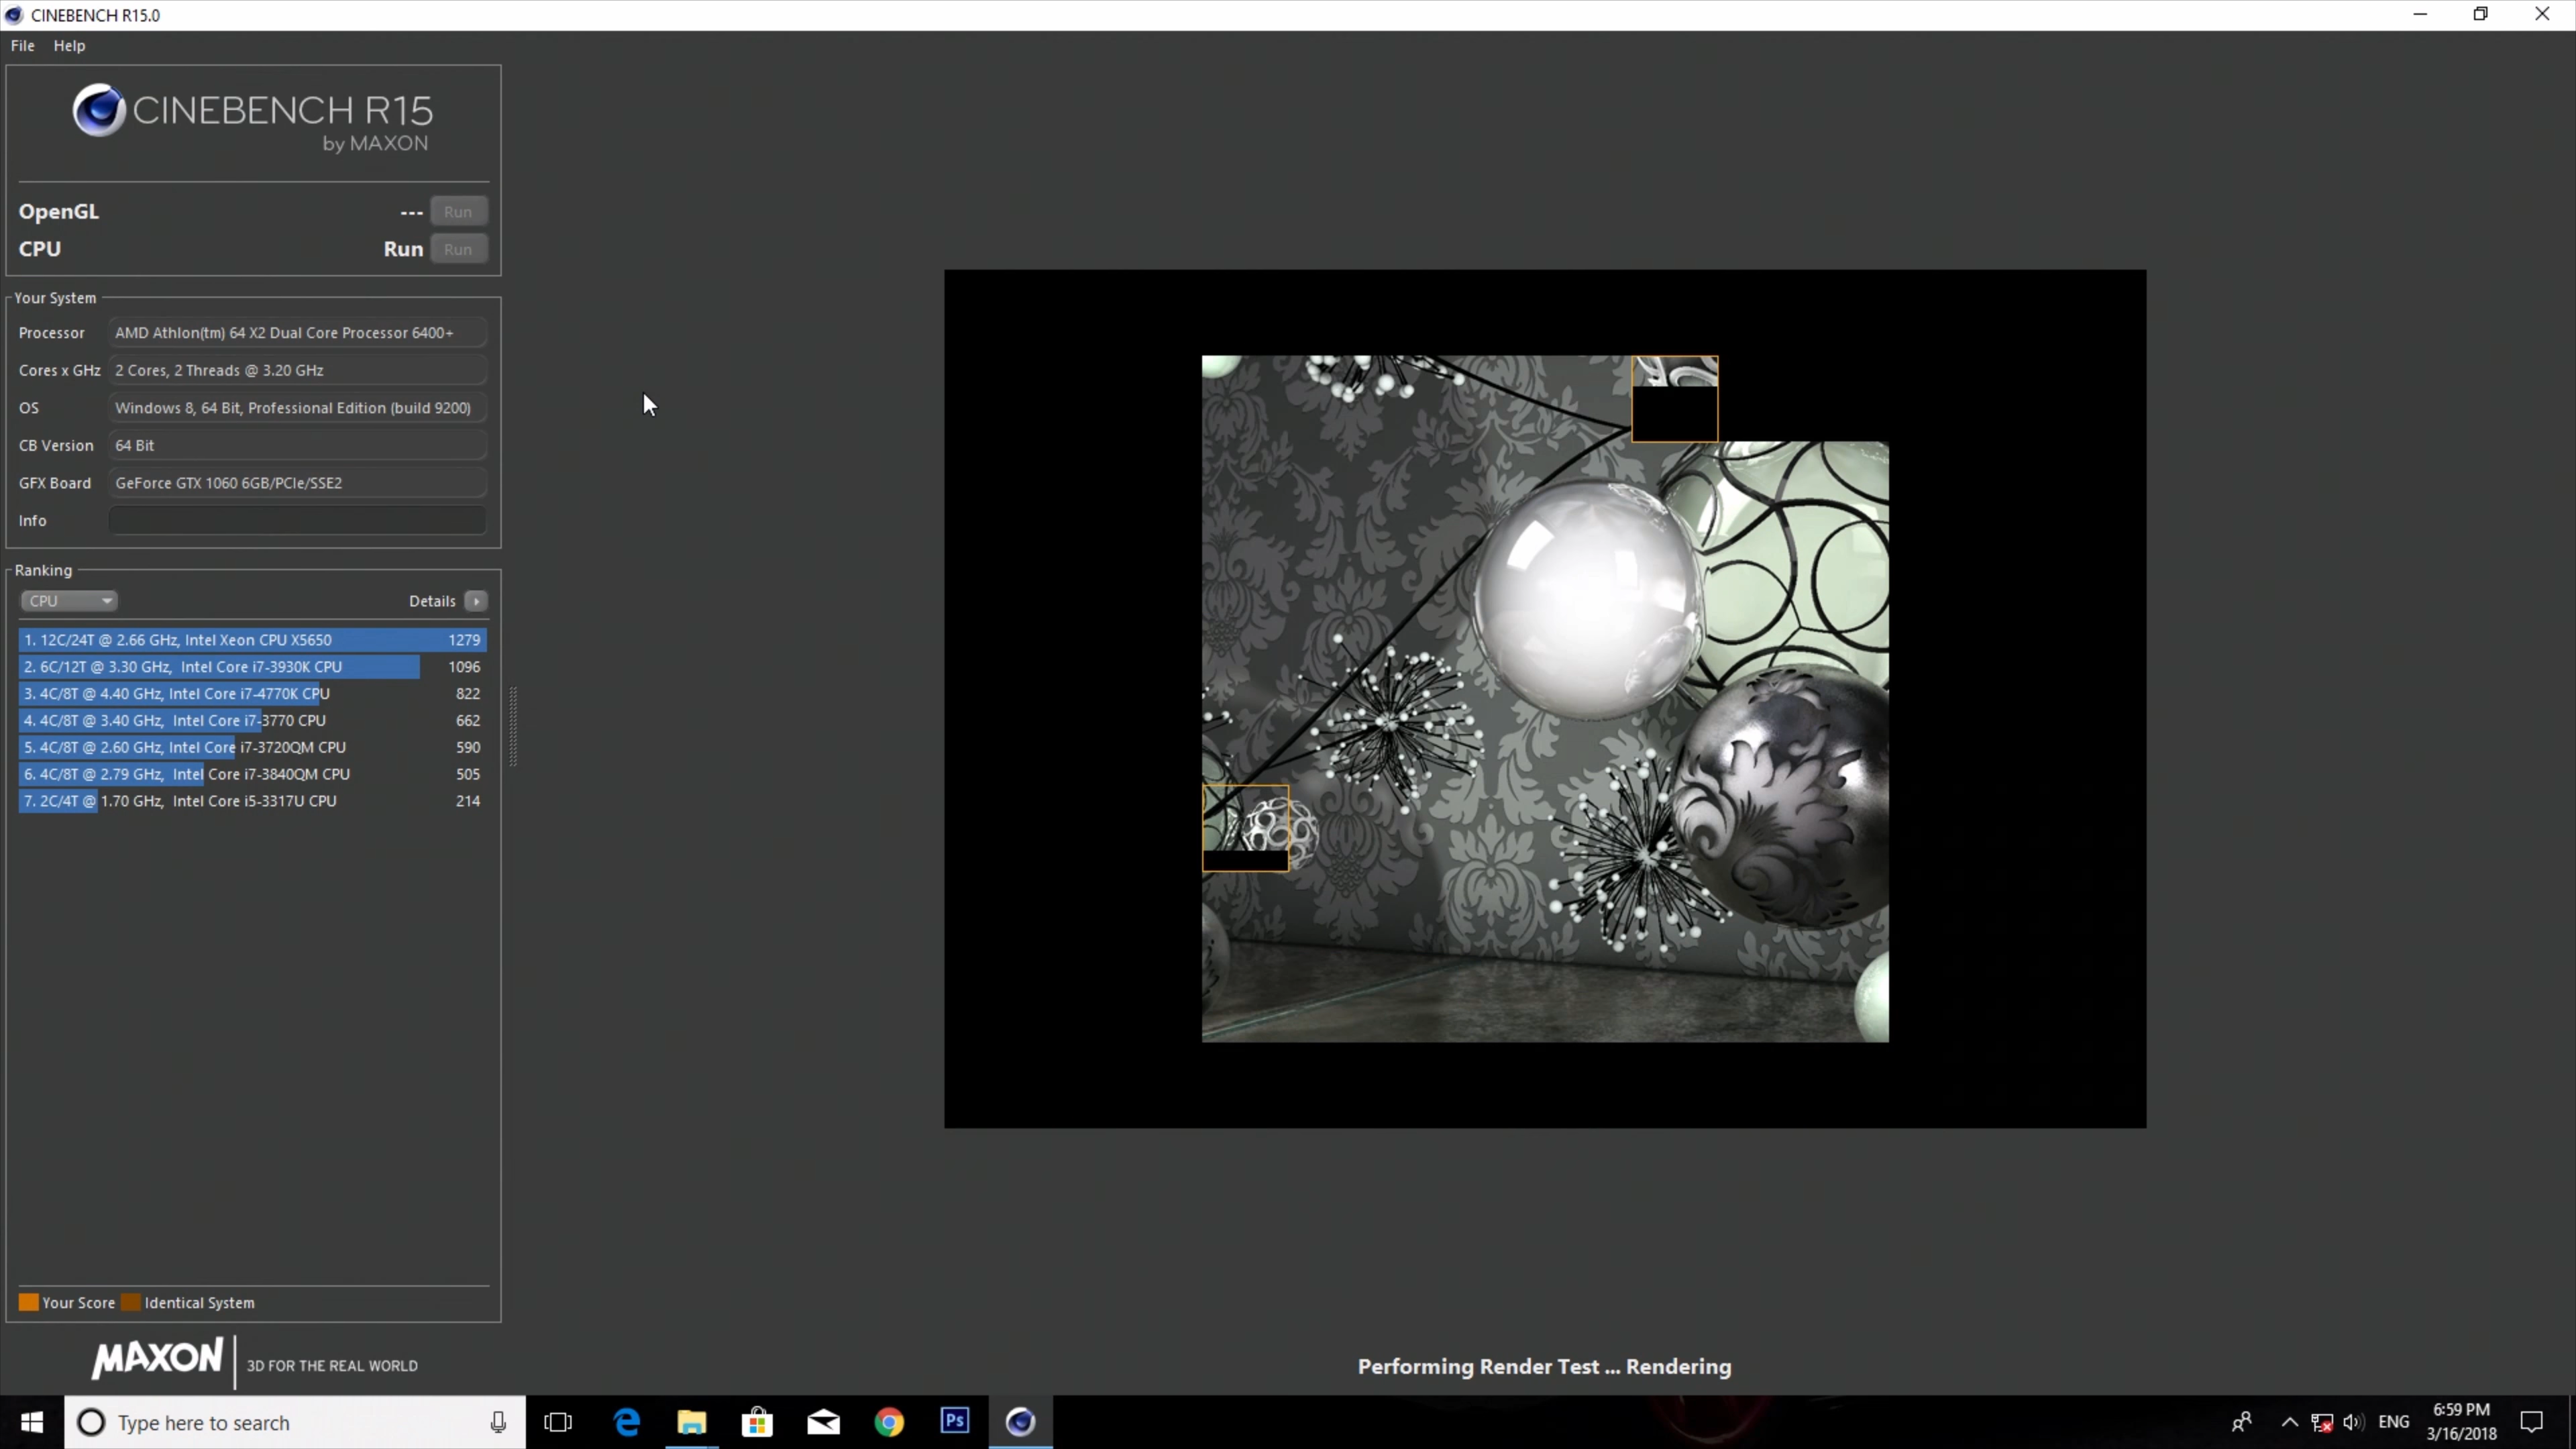 CINEBENCH R15.0
File Help
CINEBENCH R15
by MAXON
OpenGL --- Run
CPU Run Run
Your System
Processor AMD Athlon(tm) 64 X2 Dual Core Processor 6400+
Cores x GHz 2 Cores, 2 Threads @ 3.20 GHz
OS Windows 8, 64 Bit, Professional Edition (build 9200)
CB Version 64 Bit
GFX Board GeForce GTX 1060 6GB/PCIe/SSE2
Info
Ranking
CPU Details
1. 12C/24T @ 2.66 GHz, Intel Xeon CPU X5650 1279
2. 6C/12T @ 3.30 GHz, Intel Core i7-3930K CPU 1096
3. 4C/8T @ 4.40 GHz, Intel Core i7-4770K CPU 822
4. 4C/8T @ 3.40 GHz, Intel Core i7-3770 CPU 662
5. 4C/8T @ 2.60 GHz, Intel Core i7-3720QM CPU 590
6. 4C/8T @ 2.79 GHz, Intel Core i7-3840QM CPU 505
7. 2C/4T @ 1.70 GHz, Intel Core i5-3317U CPU 214
Your Score Identical System
MAXON 3D FOR THE REAL WORLD
Performing Render Test ... Rendering
Type here to search
Ps
ENG
6:59 PM
3/16/2018